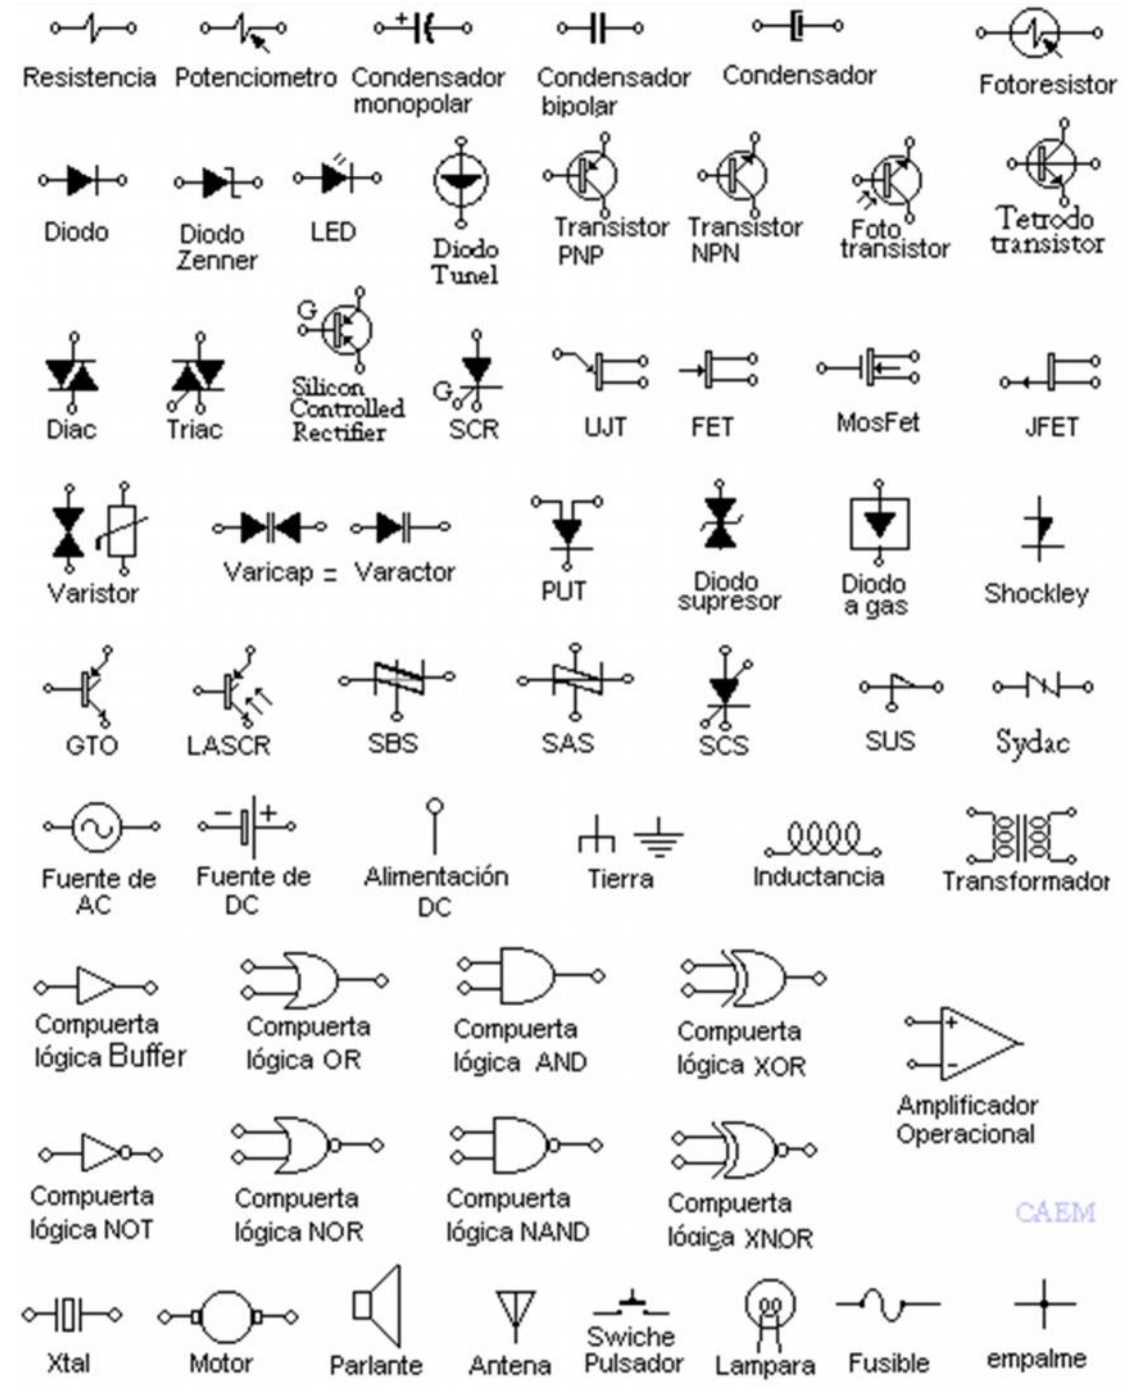 Resistencia
Potenciometro
Condensador
monopolar
Condensador
bipolar
Condensador
Fotoresistor
Diodo
Diodo
Zenner
LED
Diodo
Tunel
Transistor
PNP
Transistor
NPN
Foto
transistor
Tetrodo
transistor
Diac
Triac
G
Silicon
Controlled
Rectifier
G
SCR
UJT
FET
MosFet
JFET
Varistor
Varicap = Varactor
PUT
Diodo
supresor
Diodo
a gas
Shockley
GTO
LASCR
SBS
SAS
SCS
SUS
Sydac
Fuente de
AC
Fuente de
DC
Alimentación
DC
Tierra
Inductancia
Transformador
Compuerta
lógica Buffer
Compuerta
lógica OR
Compuerta
lógica AND
Compuerta
lógica XOR
Amplificador
Operacional
Compuerta
lógica NOT
Compuerta
lógica NOR
Compuerta
lógica NAND
Compuerta
lógica XNOR
CAEM
Xtal
Motor
Parlante
Antena
Swiche
Pulsador
Lampara
Fusible
empalme